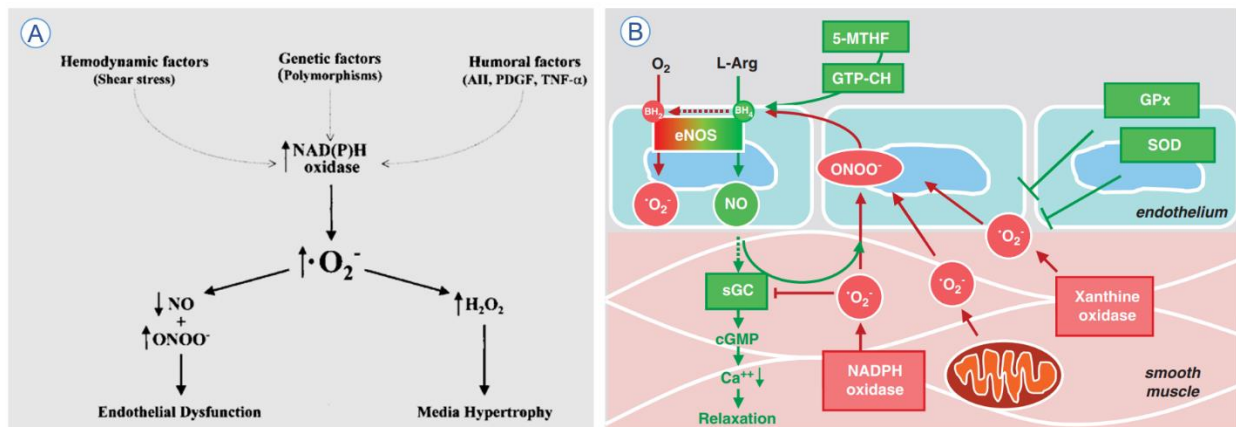 A
Hemodynamic factors
(Shear stress)
Genetic factors
(Polymorphisms)
Humoral factors
(AII, PDGF, TNF-α)
↑ NAD(P)H
oxidase
↑·O₂⁻
↓ NO
+
↑ ONOO⁻
↑ H₂O₂
Endothelial Dysfunction
Media Hypertrophy
B
5-MTHF
GTP-CH
O₂
L-Arg
BH₂
BH₄
eNOS
·O₂⁻
NO
ONOO⁻
GPx
SOD
endothelium
·O₂⁻
·O₂⁻
·O₂⁻
sGC
cGMP
Ca⁺⁺↓
Relaxation
NADPH
oxidase
Xanthine
oxidase
smooth
muscle